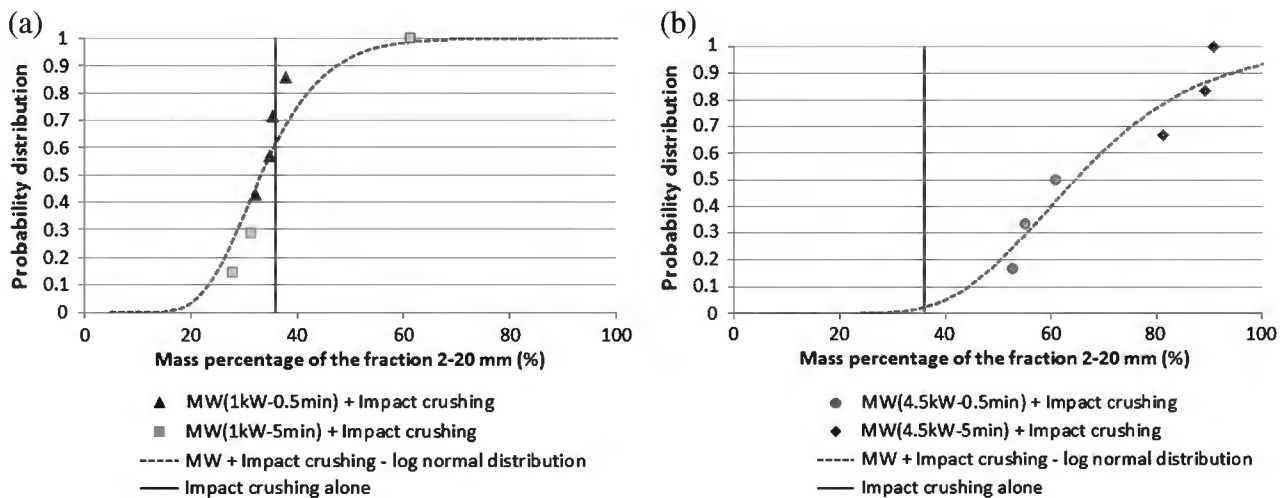 (a)
Probability distribution
1
0.9
0.8
0.7
0.6
0.5
0.4
0.3
0.2
0.1
0
0 20 40 60 80 100
Mass percentage of the fraction 2-20 mm (%)
MW(1kW-0.5min) + Impact crushing
MW(1kW-5min) + Impact crushing
MW + Impact crushing - log normal distribution
Impact crushing alone
(b)
Probability distribution
1
0.9
0.8
0.7
0.6
0.5
0.4
0.3
0.2
0.1
0
0 20 40 60 80 100
Mass percentage of the fraction 2-20 mm (%)
MW(4.5kW-0.5min) + Impact crushing
MW(4.5kW-5min) + Impact crushing
MW + Impact crushing - log normal distribution
Impact crushing alone